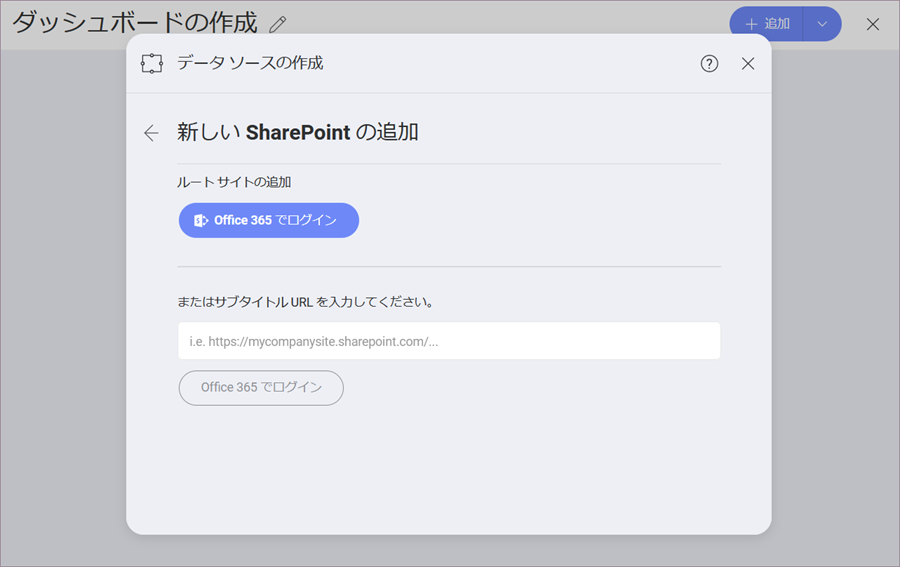 ダッシュボードの作成
追加
データ ソースの作成
新しい SharePoint の追加
ルート サイトの追加
Office 365 でログイン
またはサブタイトル URL を入力してください。
i.e. https://mycompanysite.sharepoint.com/...
Office 365 でログイン